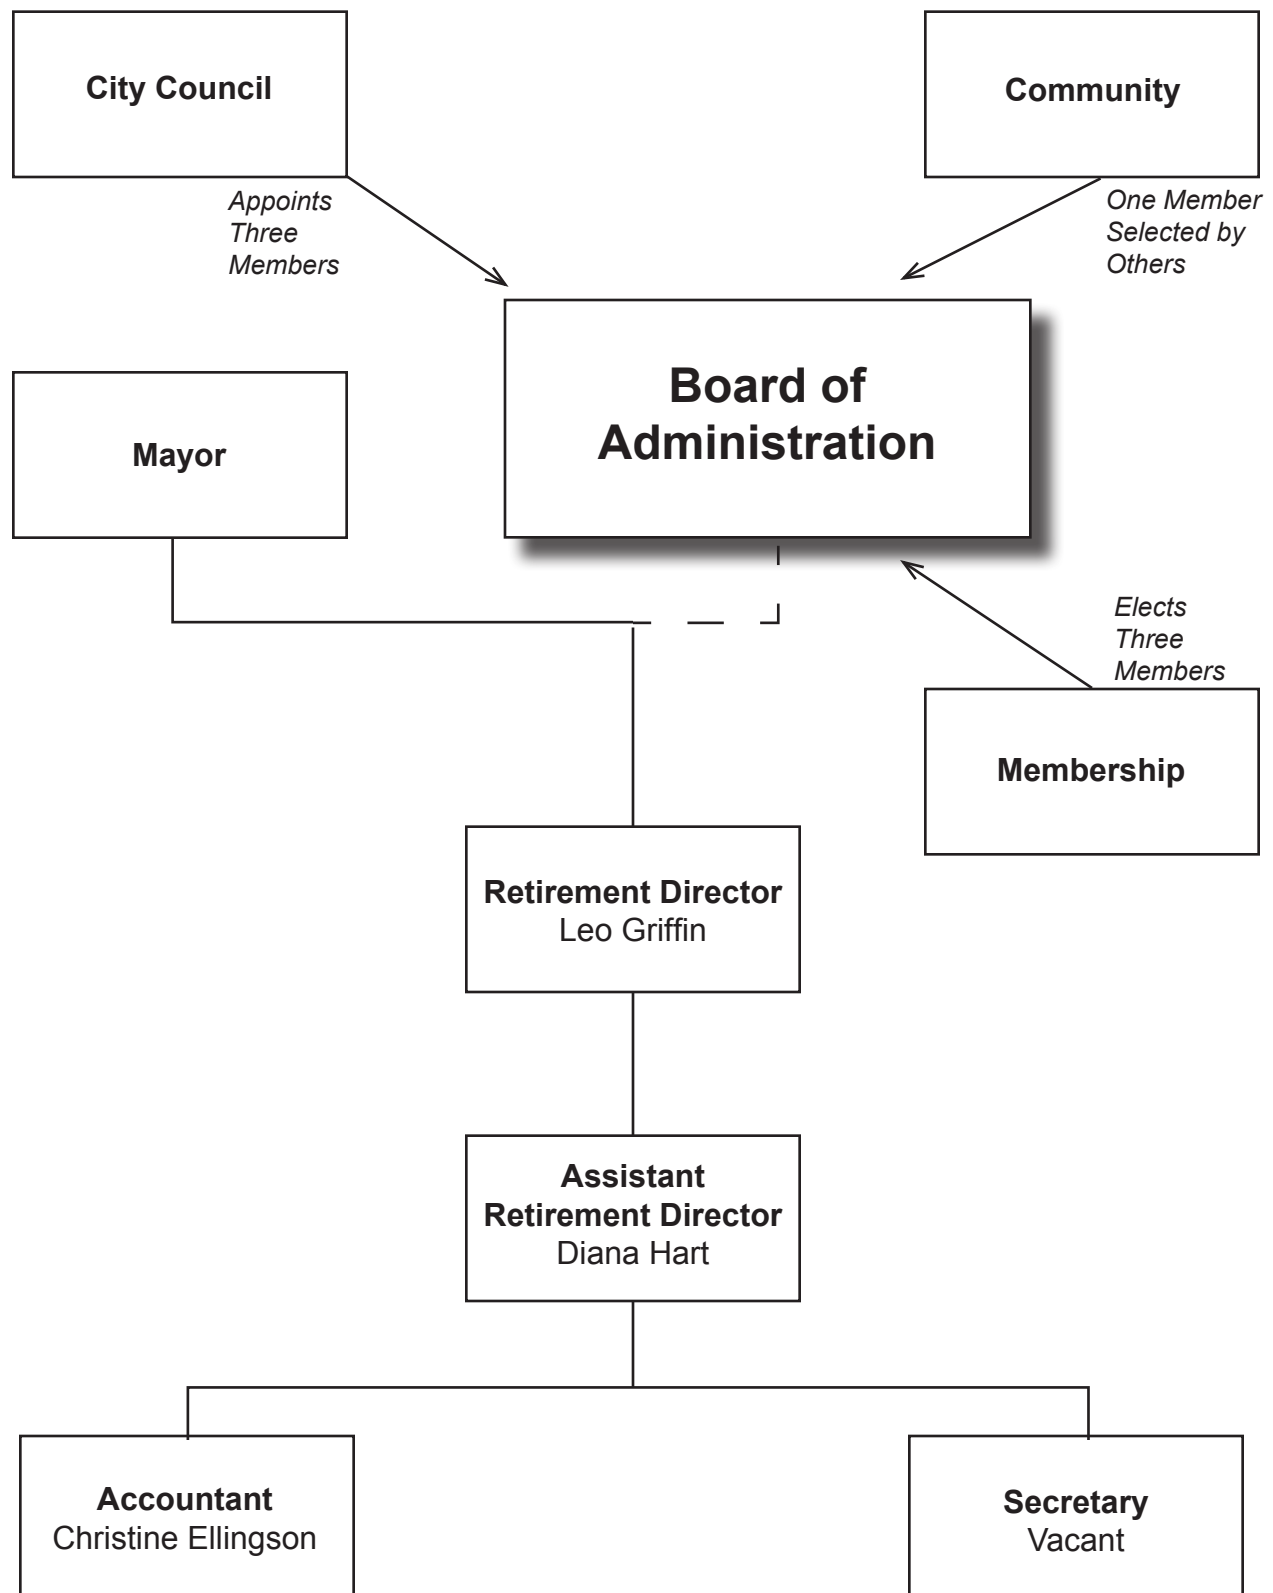 City Council
Community
Appoints
Three
Members
One Member
Selected by
Others
Board of
Administration
Mayor
Elects
Three
Members
Membership
Retirement Director
Leo Griffin
Assistant
Retirement Director
Diana Hart
Accountant
Christine Ellingson
Secretary
Vacant